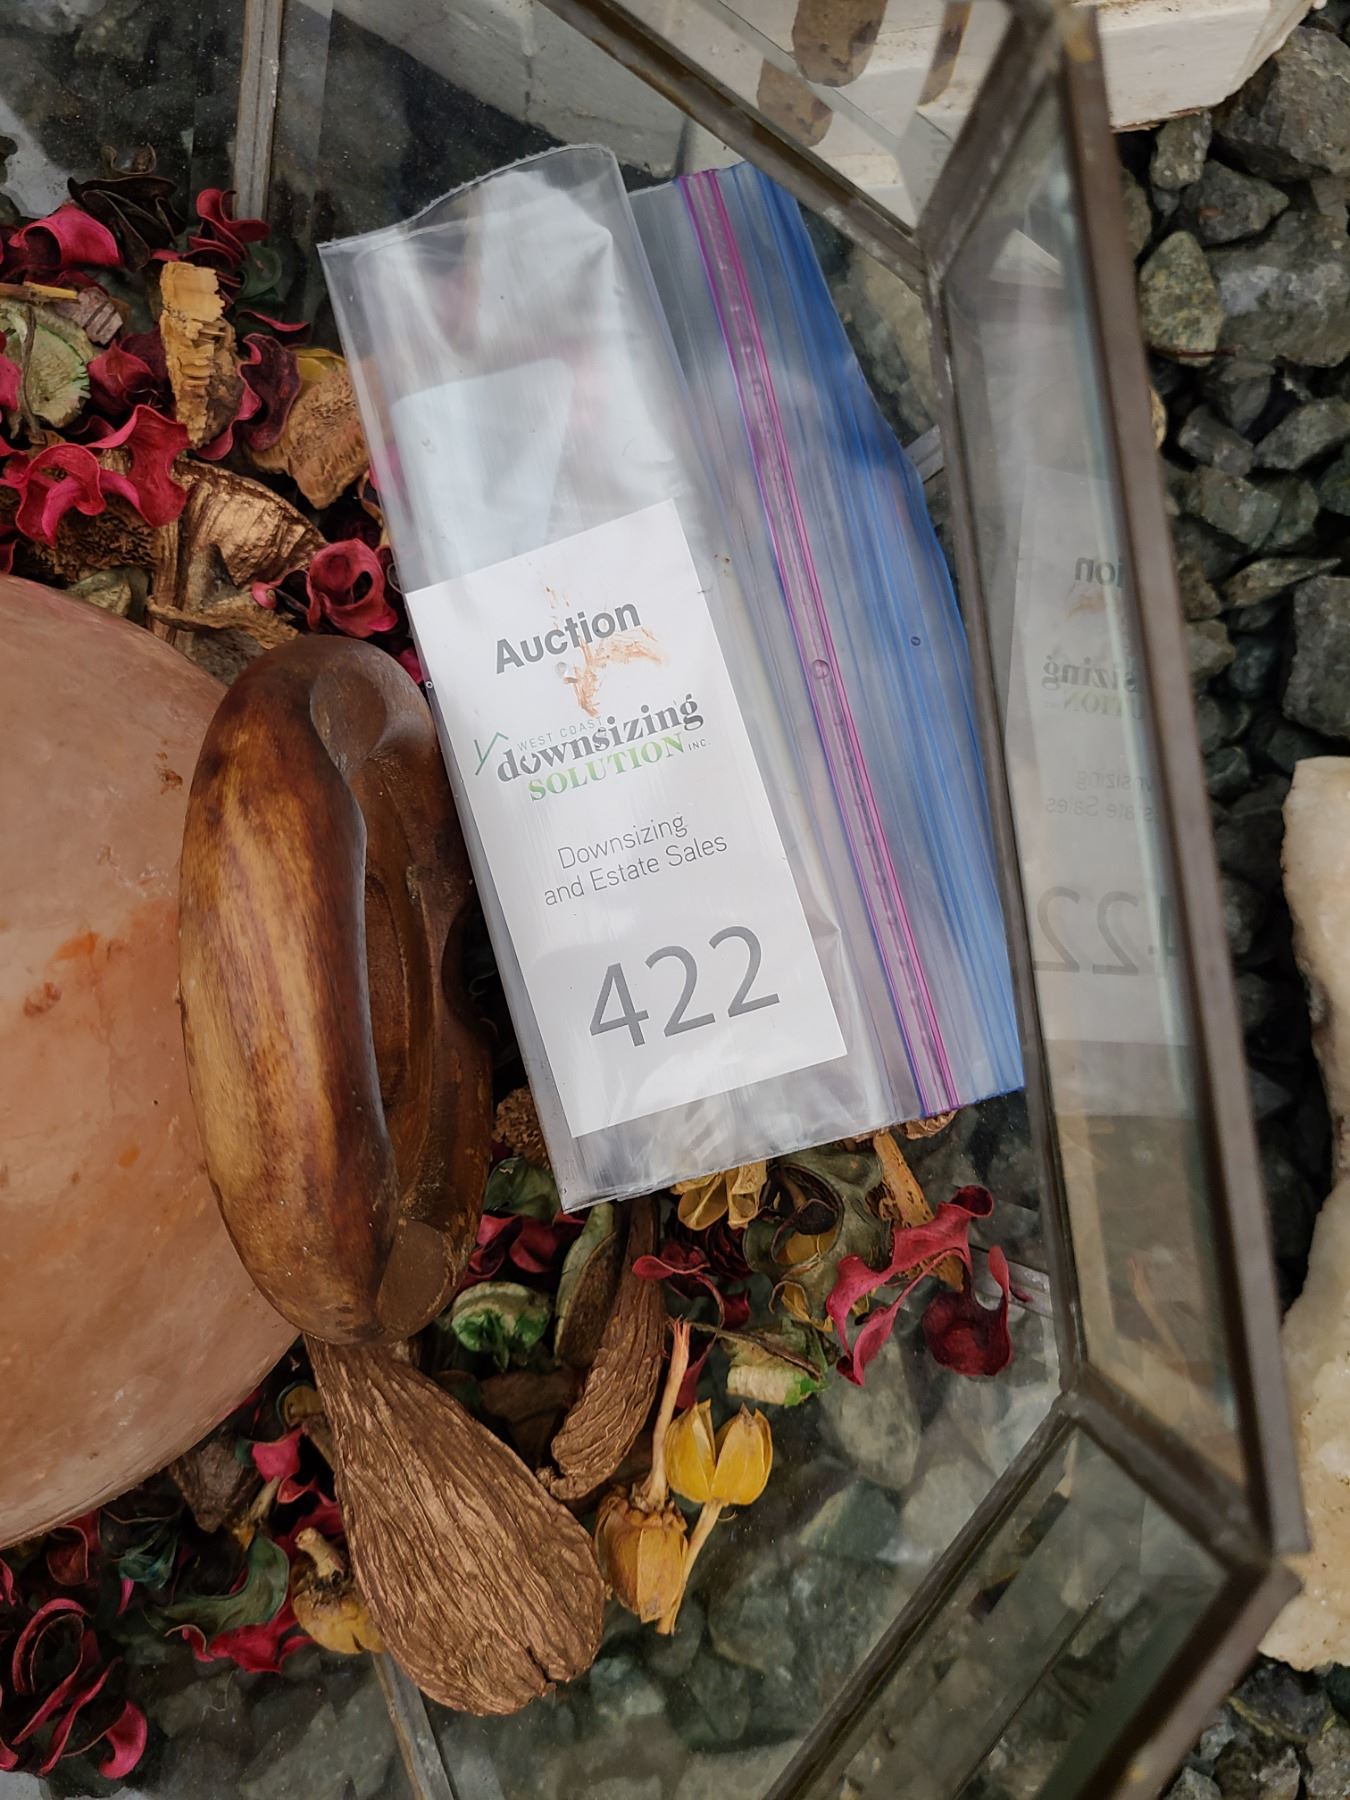 Auction
&
WEST COAST
downsizing
SOLUTION INC.
Downsizing
and Estate Sales
422